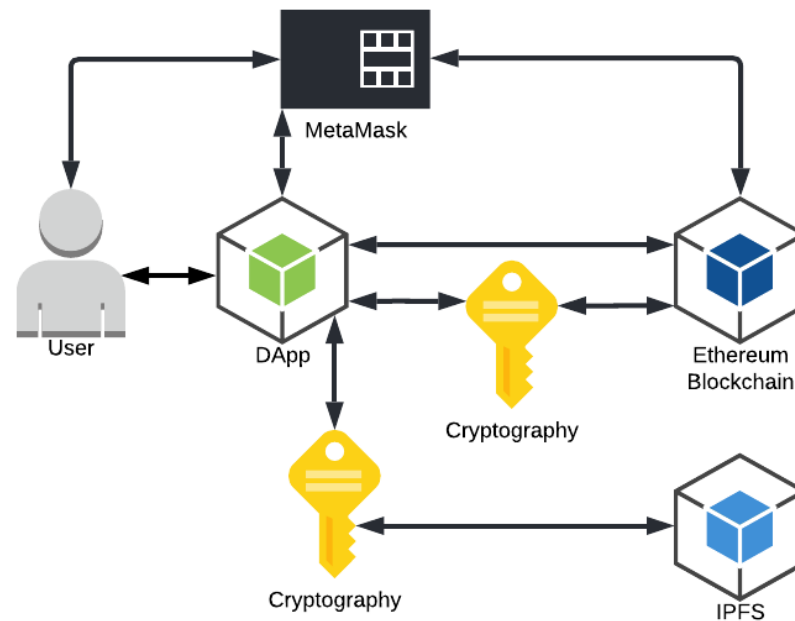 MetaMask
User
DApp
Ethereum
Blockchain
Cryptography
Cryptography
IPFS